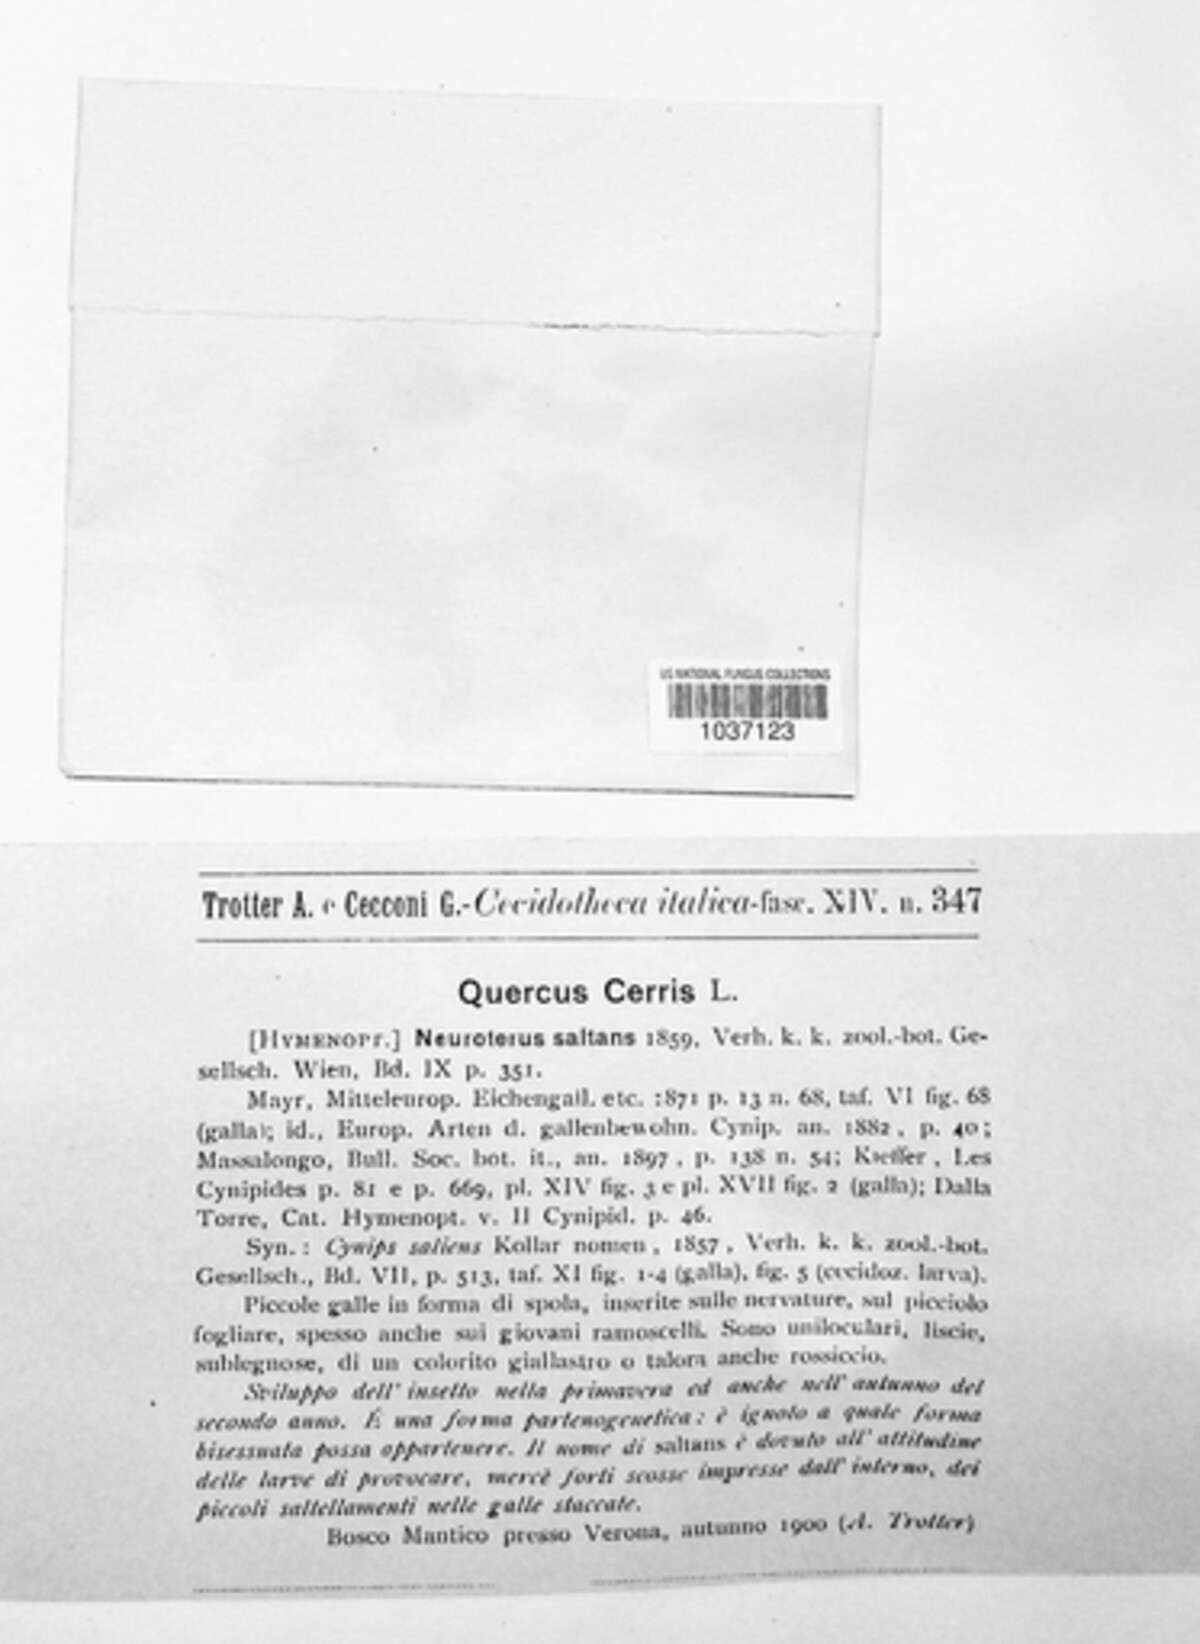 US NATIONAL FUNGUS COLLECTIONS
1037123
Trotter A. e Cecconi G.-Cecidotheca italica-fasc. XIV. n. 347
Quercus Cerris L.
[HYMENOPT.] Neuroterus saltans 1859, Verh. k. k. zool.-bot. Ge-
sellsch. Wien, Bd. IX p. 351.
Mayr, Mitteleurop. Eichengall. etc. 1871 p. 13 n. 68, taf. VI fig. 68
(galla); id., Europ. Arten d. gallenbewohn. Cynip. an. 1882, p. 40;
Massalongo, Bull. Soc. bot. it., an. 1897, p. 138 n. 54; Kieffer, Les
Cynipides p. 81 e p. 669, pl. XIV fig. 3 e pl. XVII fig. 2 (galla); Dalla
Torre, Cat. Hymenopt. v. II Cynipid. p. 46.
Syn.: Cynips saliens Kollar nomen, 1857, Verh. k. k. zool.-bot.
Gesellsch., Bd. VII, p. 513, taf. XI fig. 1-4 (galla), fig. 5 (cecidoz. larva).
Piccole galle in forma di spola, inserite sulle nervature, sul picciolo
fogliare, spesso anche sui giovani ramoscelli. Sono uniloculari, liscie,
sublegnose, di un colorito giallastro o talora anche rossiccio.
Sviluppo dell' insetto nella primavera ed anche nell' autunno del
secondo anno. È una forma partenogenetica: è ignoto a quale forma
bisessuata possa appartenere. Il nome di saltans è dovuto all' attitudine
delle larve di provocare, mercè forti scosse impresse dall' interno, dei
piccoli saltellamenti nelle galle staccate.
Bosco Mantico presso Verona, autunno 1900 (A. Trotter)